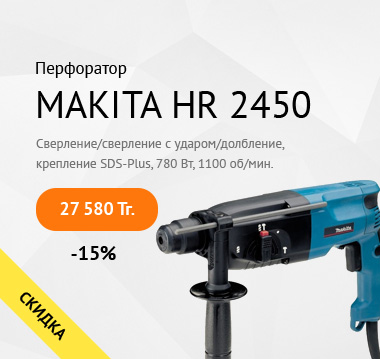 Перфоратор
MAKITA HR 2450
Сверление/сверление с ударом/долбление,
крепление SDS-Plus, 780 Вт, 1100 об/мин.
27 580 Тг.
-15%
СКИДКА
makita